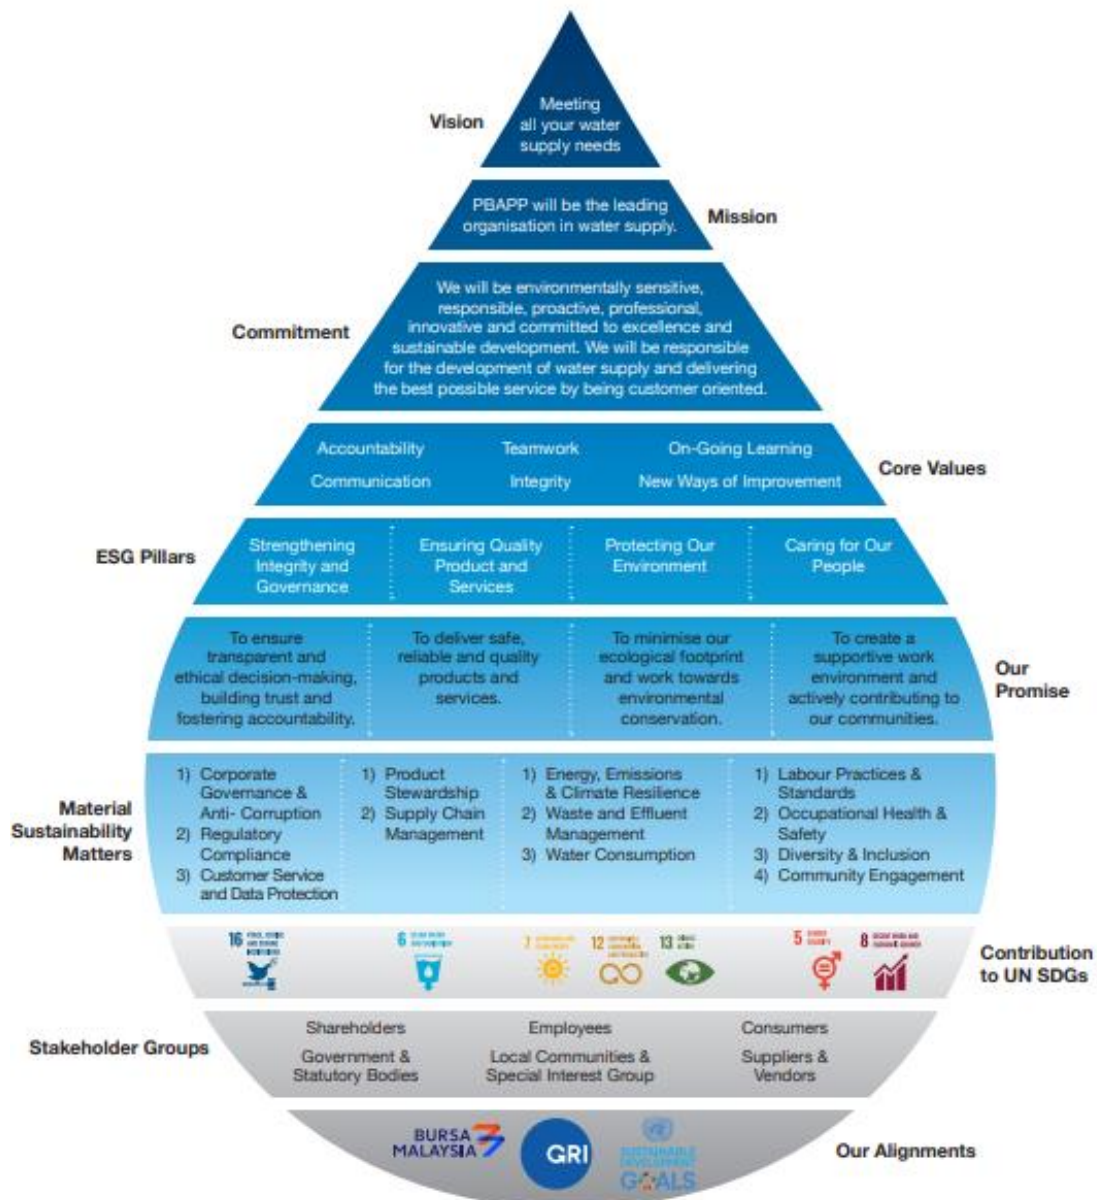 Vision
Meeting
all your water
supply needs
PBAPP will be the leading
organisation in water supply.
Mission
Commitment
We will be environmentally sensitive,
responsible, proactive, professional,
innovative and committed to excellence and
sustainable development. We will be responsible
for the development of water supply and delivering
the best possible service by being customer oriented.
Accountability Teamwork On-Going Learning
Communication Integrity New Ways of Improvement
Core Values
ESG Pillars
Strengthening
Integrity and
Governance
Ensuring Quality
Product and
Services
Protecting Our
Environment
Caring for Our
People
To ensure
transparent and
ethical decision-making,
building trust and
fostering accountability.
To deliver safe,
reliable and quality
products and
services.
To minimise our
ecological footprint
and work towards
environmental
conservation.
To create a
supportive work
environment and
actively contributing to
our communities.
Our
Promise
Material
Sustainability
Matters
1) Corporate
Governance &
Anti- Corruption
2) Regulatory
Compliance
3) Customer Service
and Data Protection
1) Product
Stewardship
2) Supply Chain
Management
1) Energy, Emissions
& Climate Resilience
2) Waste and Effluent
Management
3) Water Consumption
1) Labour Practices &
Standards
2) Occupational Health &
Safety
3) Diversity & Inclusion
4) Community Engagement
16
6
7
12
13
5
8
Contribution
to UN SDGs
Stakeholder Groups
Shareholders Employees Consumers
Government &
Statutory Bodies
Local Communities &
Special Interest Group
Suppliers &
Vendors
BURSA
MALAYSIA
GRI
SUSTAINABLE
DEVELOPMENT
GOALS
Our Alignments